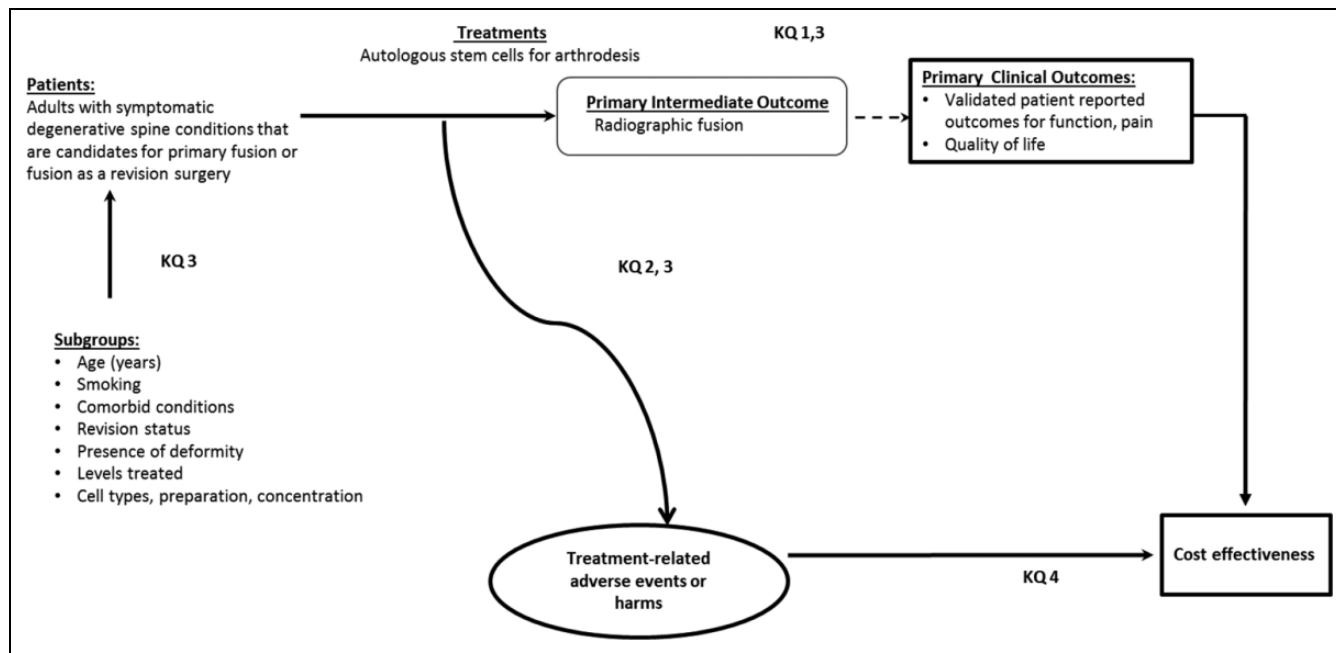 Treatments
Autologous stem cells for arthrodesis
KQ 1,3
Patients:
Adults with symptomatic
degenerative spine conditions that
are candidates for primary fusion or
fusion as a revision surgery
Primary Intermediate Outcome
Radiographic fusion
Primary Clinical Outcomes:
• Validated patient reported
outcomes for function, pain
• Quality of life
KQ 3
KQ 2, 3
Subgroups:
• Age (years)
• Smoking
• Comorbid conditions
• Revision status
• Presence of deformity
• Levels treated
• Cell types, preparation, concentration
Treatment-related
adverse events or
harms
KQ 4
Cost effectiveness